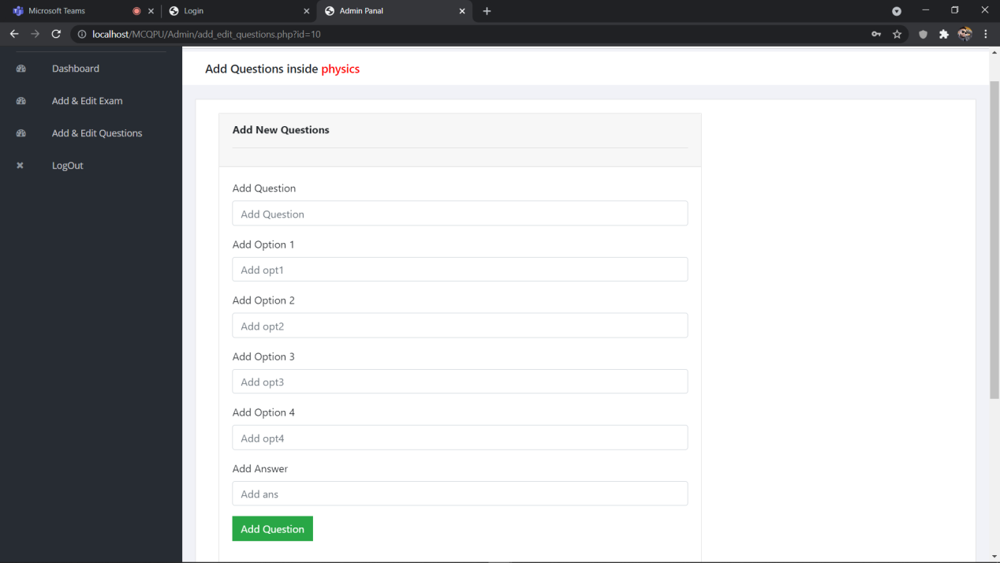 Microsoft Teams
Login
Admin Panal
localhost/MCQPU/Admin/add_edit_questions.php?id=10
Dashboard
Add & Edit Exam
Add & Edit Questions
LogOut
Add Questions inside physics
Add New Questions
Add Question
Add Question
Add Option 1
Add opt1
Add Option 2
Add opt2
Add Option 3
Add opt3
Add Option 4
Add opt4
Add Answer
Add ans
Add Question